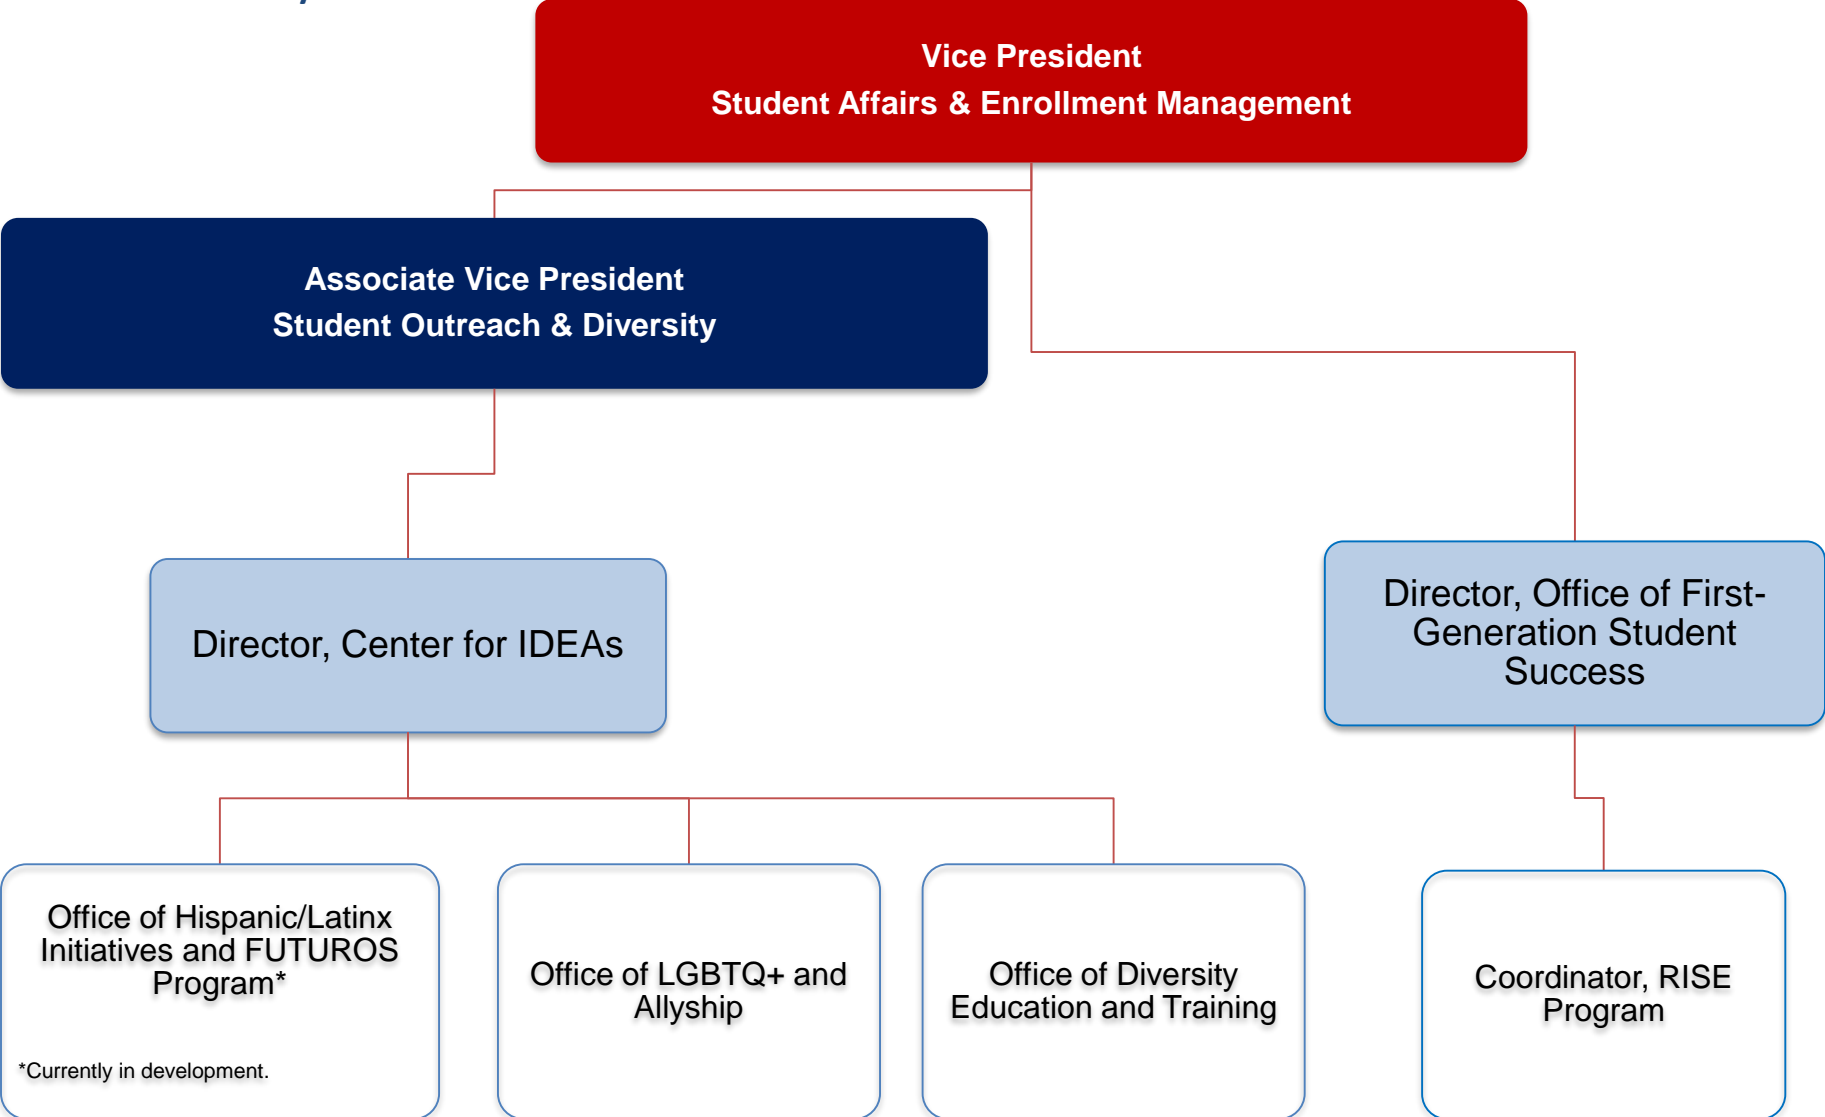 Vice President
Student Affairs & Enrollment Management
Associate Vice President
Student Outreach & Diversity
Director, Center for IDEAs
Director, Office of First-
Generation Student
Success
Office of Hispanic/Latinx
Initiatives and FUTUROS
Program*
*Currently in development.
Office of LGBTQ+ and
Allyship
Office of Diversity
Education and Training
Coordinator, RISE
Program